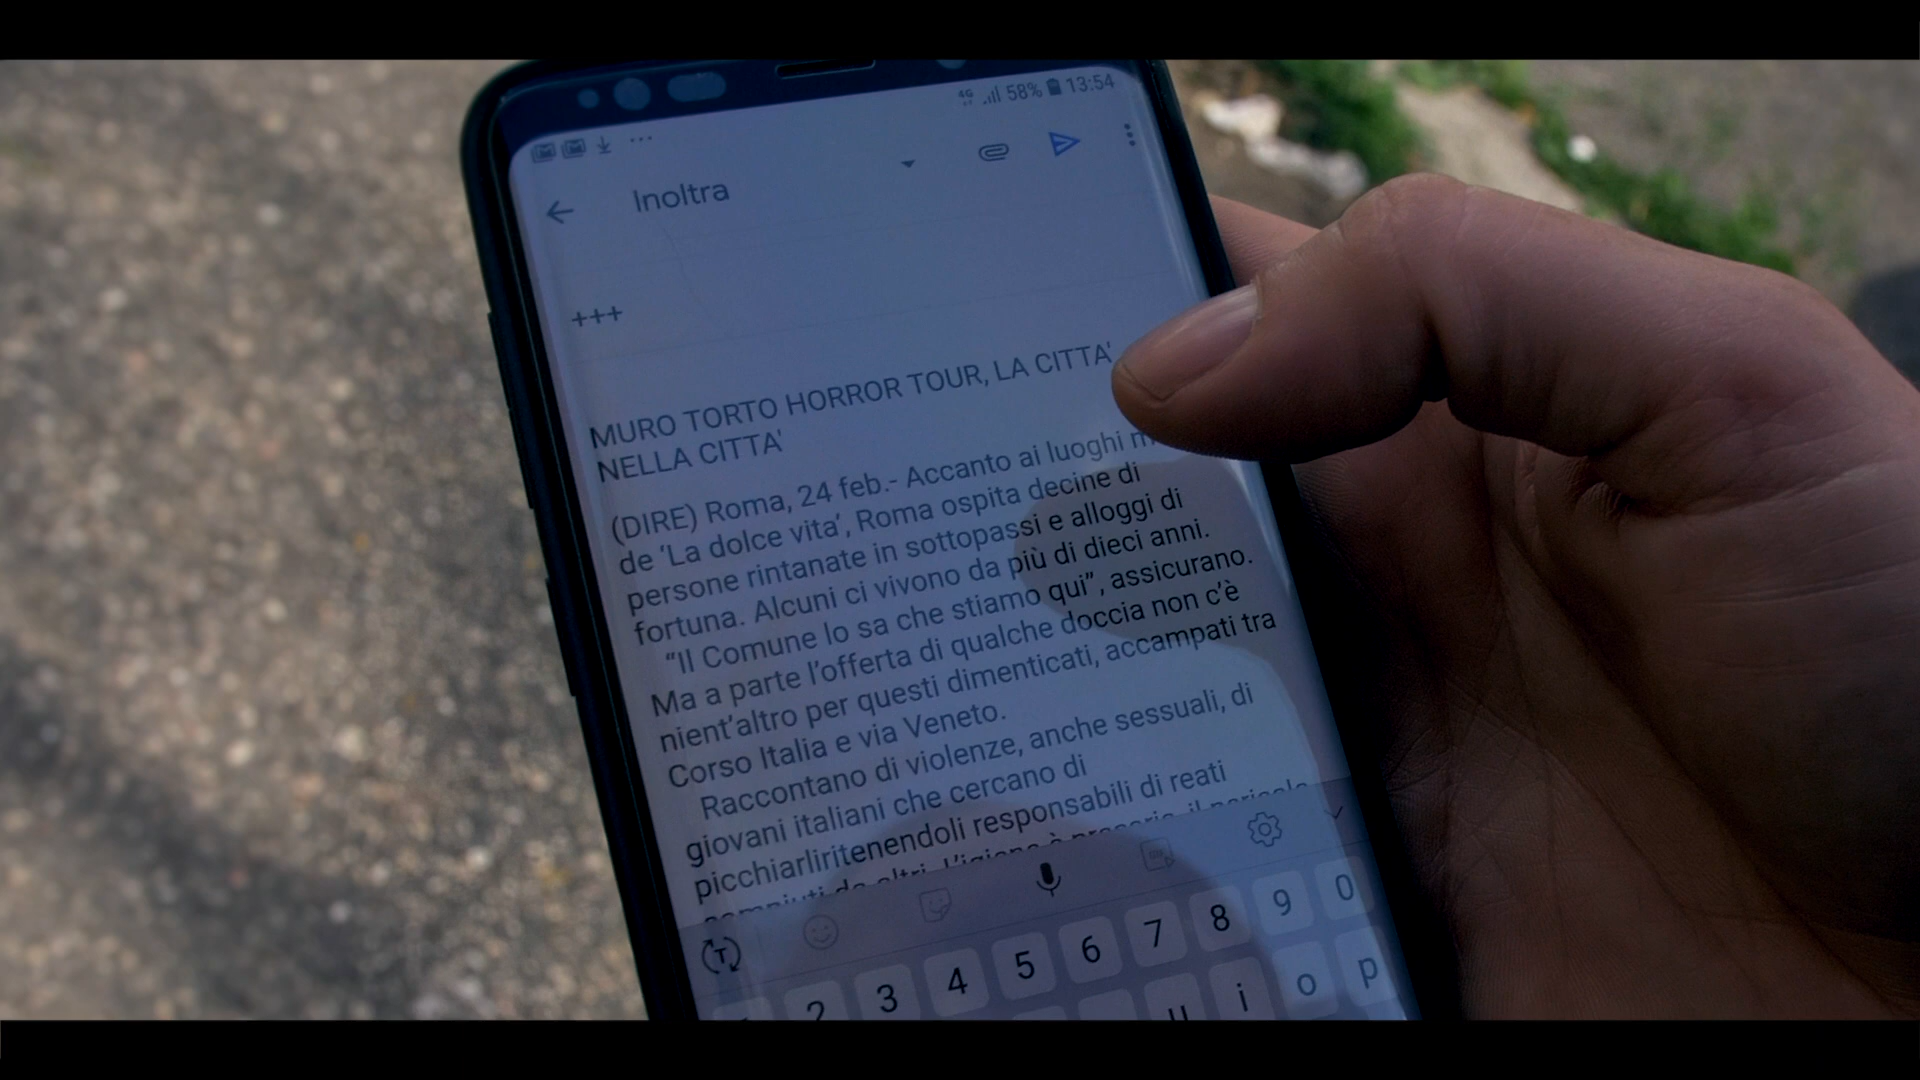 58% 13:54
Inoltra
+++
MURO TORTO HORROR TOUR, LA CITTA'
NELLA CITTA'
(DIRE) Roma, 24 feb.- Accanto ai luoghi
de 'La dolce vita', Roma ospita decine di
persone rintanate in sottopassi e alloggi di
fortuna. Alcuni ci vivono da più di dieci anni.
"Il Comune lo sa che stiamo qui", assicurano.
Ma a parte l'offerta di qualche doccia non c'è
nient'altro per questi dimenticati, accampati tra
Corso Italia e via Veneto.
Raccontano di violenze, anche sessuali, di
giovani italiani che cercano di
picchiarliritenendoli responsabili di reati
2 3 4 5 6 7 8 9 0
u i o p